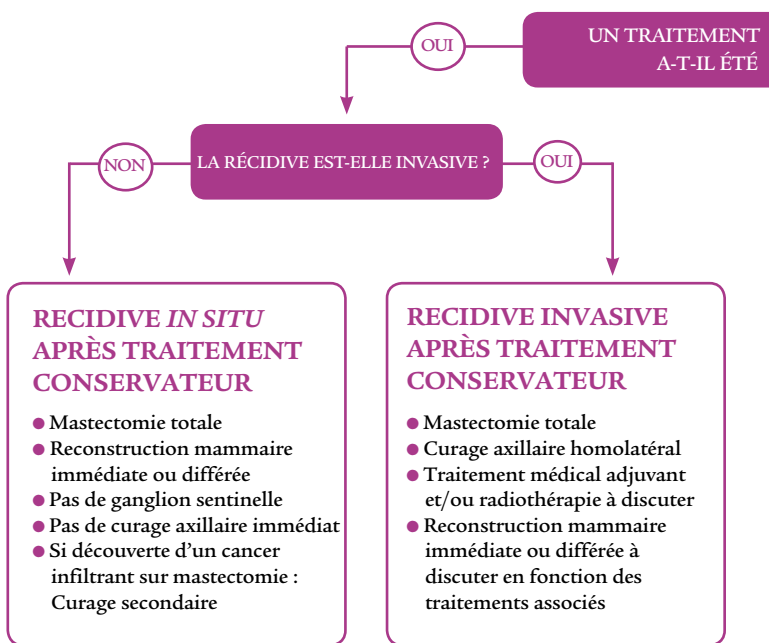 UN TRAITEMENT
A-T-IL ÉTÉ
OUI
LA RÉCIDIVE EST-ELLE INVASIVE ?
NON
OUI
RECIDIVE IN SITU
APRÈS TRAITEMENT
CONSERVATEUR
● Mastectomie totale
● Reconstruction mammaire
immédiate ou différée
● Pas de ganglion sentinelle
● Pas de curage axillaire immédiat
● Si découverte d’un cancer
infiltrant sur mastectomie :
Curage secondaire
RECIDIVE INVASIVE
APRÈS TRAITEMENT
CONSERVATEUR
● Mastectomie totale
● Curage axillaire homolatéral
● Traitement médical adjuvant
et/ou radiothérapie à discuter
● Reconstruction mammaire
immédiate ou différée à
discuter en fonction des
traitements associés